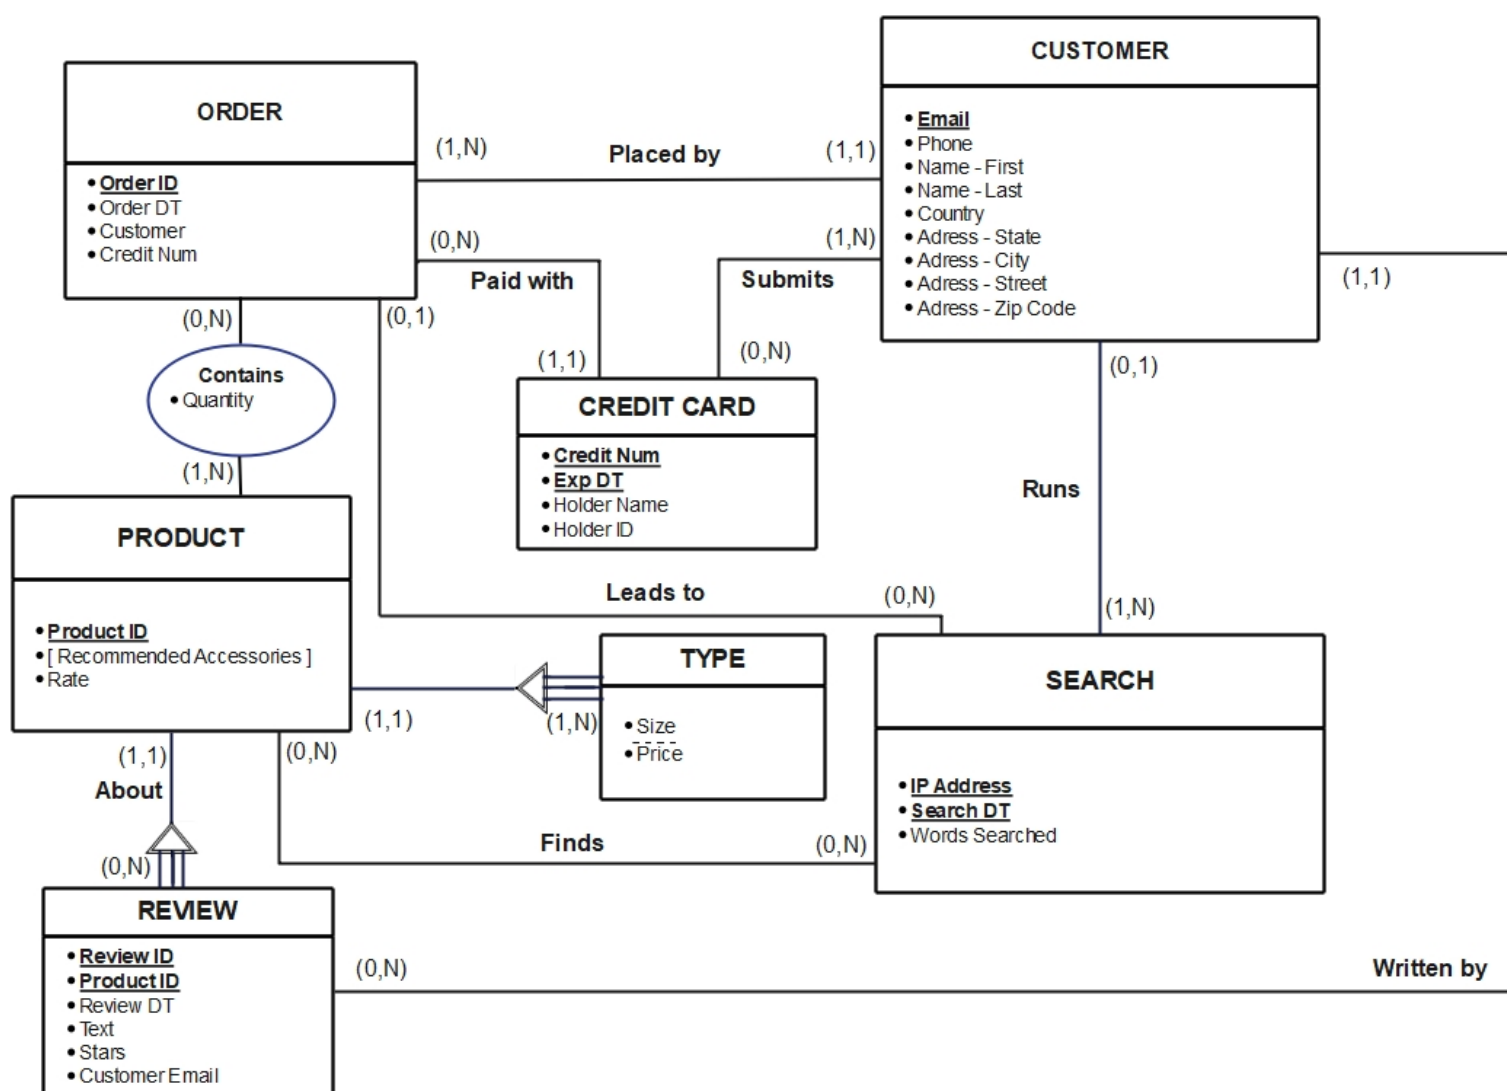 CUSTOMER
• Email
• Phone
• Name - First
• Name - Last
• Country
• Adress - State
• Adress - City
• Adress - Street
• Adress - Zip Code
ORDER
• Order ID
• Order DT
• Customer
• Credit Num
(1,N)
Placed by
(1,1)
(0,N)
Paid with
(1,1)
(1,N)
Submits
(0,N)
(1,1)
(0,N)
(0,1)
Contains
• Quantity
(1,N)
CREDIT CARD
• Credit Num
• Exp DT
• Holder Name
• Holder ID
(0,1)
Runs
(1,N)
PRODUCT
• Product ID
• [ Recommended Accessories ]
• Rate
Leads to
(0,N)
TYPE
• Size
• Price
(1,1)
(1,N)
SEARCH
• IP Address
• Search DT
• Words Searched
(1,1)
About
(0,N)
(0,N)
Finds
(0,N)
REVIEW
• Review ID
• Product ID
• Review DT
• Text
• Stars
• Customer Email
(0,N)
Written by